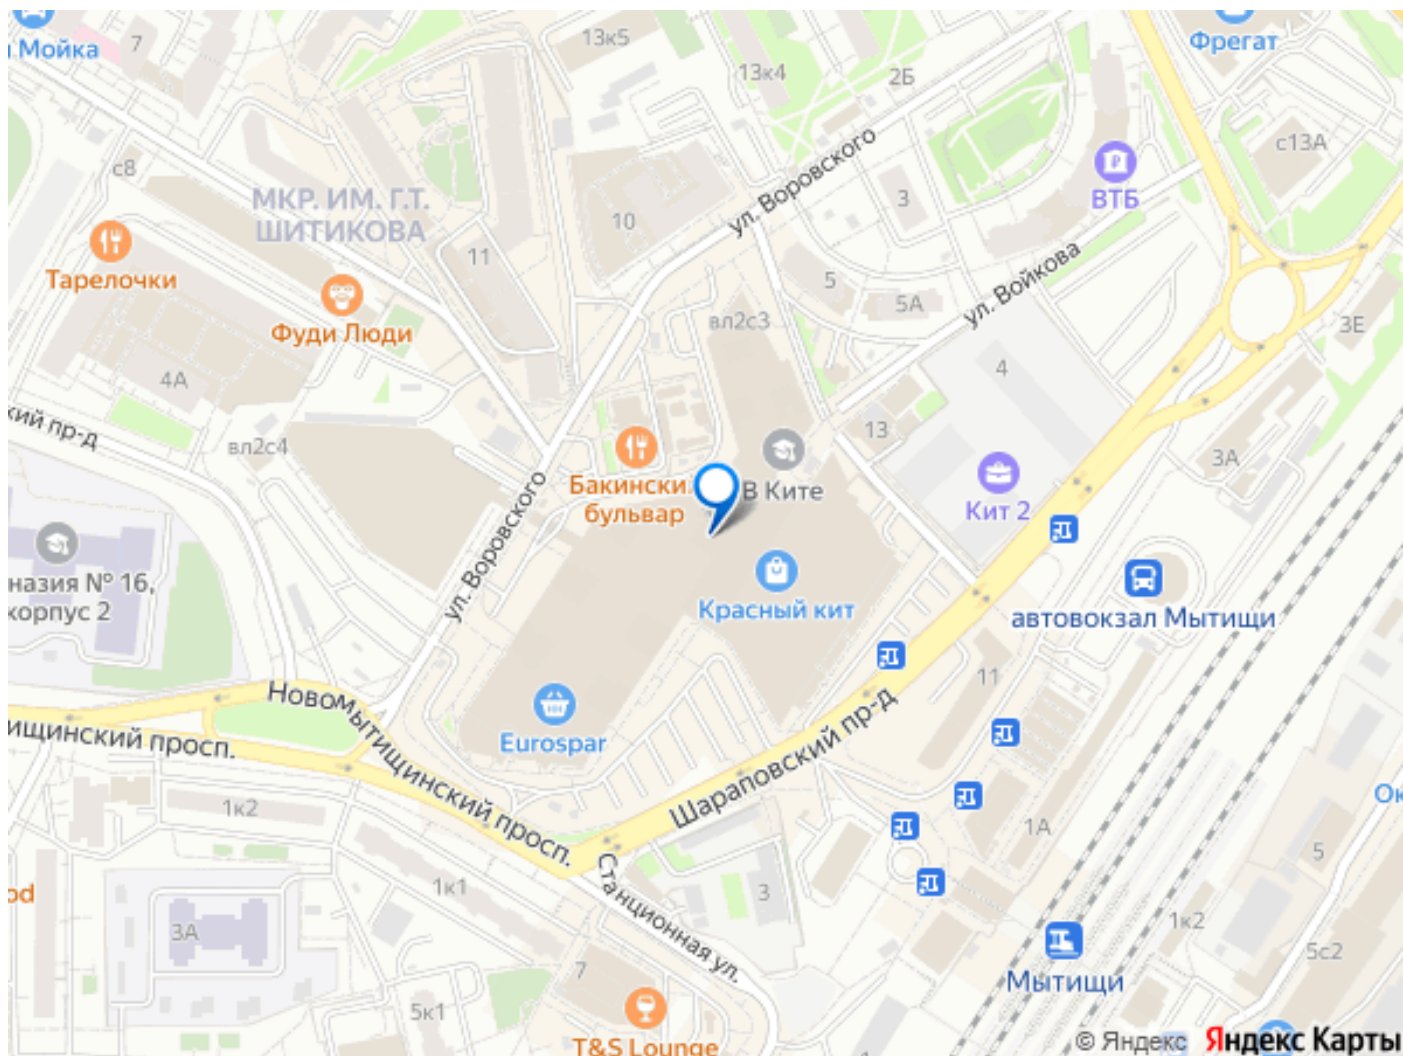 Мойка
7
13к5
13к4
2Б
Фрегат
с13А
ВТБ
с8
МКР. ИМ. Г.Т.
ШИТИКОВА
10
3
ул. Воровского
Тарелочки
11
5
5А
ул. Войкова
Фуди Люди
вл2с3
3Е
4А
4
кий пр-д
вл2с4
13
3А
Бакински
бульвар
В Ките
Кит 2
ул. Воровского
назия № 16,
корпус 2
Красный кит
автовокзал Мытищи
11
Новомытищинский просп.
ищинский просп.
Eurospar
Шараповский пр-д
1к2
1А
Ок
5
1к1
Станционная ул.
3
od
3А
1к2
5с2
7
Мытищи
5к1
T&S Lounge
© Яндекс Яндекс Карты